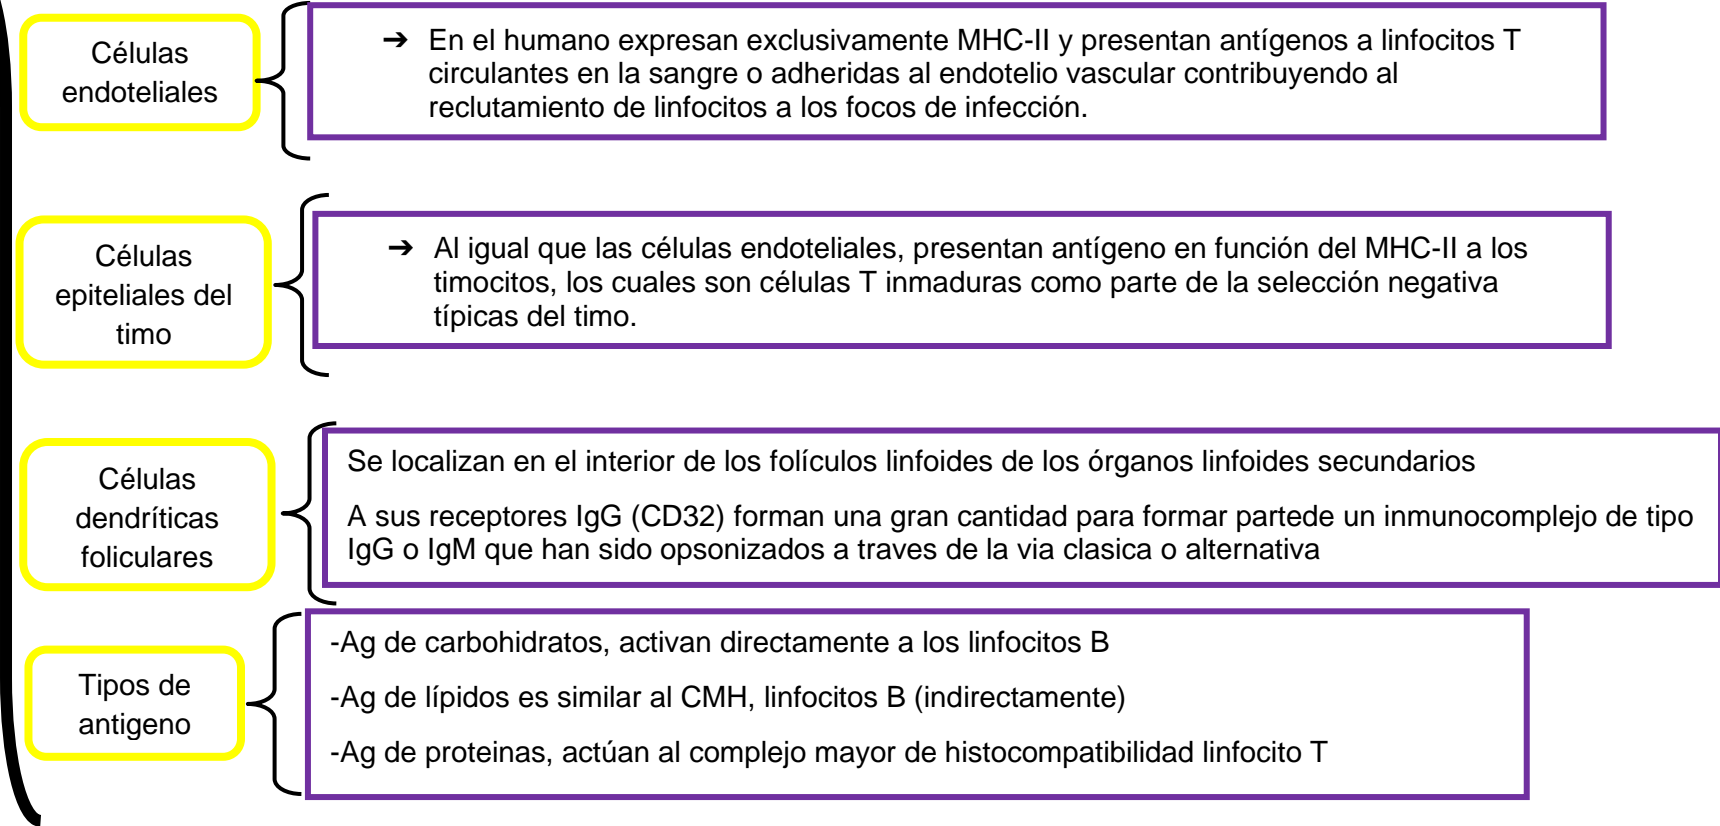 Células
endoteliales
➔ En el humano expresan exclusivamente MHC-II y presentan antígenos a linfocitos T
circulantes en la sangre o adheridas al endotelio vascular contribuyendo al
reclutamiento de linfocitos a los focos de infección.
Células
epiteliales del
timo
➔ Al igual que las células endoteliales, presentan antígeno en función del MHC-II a los
timocitos, los cuales son células T inmaduras como parte de la selección negativa
típicas del timo.
Células
dendríticas
foliculares
Se localizan en el interior de los folículos linfoides de los órganos linfoides secundarios
A sus receptores IgG (CD32) forman una gran cantidad para formar partede un inmunocomplejo de tipo
IgG o IgM que han sido opsonizados a traves de la via clasica o alternativa
Tipos de
antigeno
-Ag de carbohidratos, activan directamente a los linfocitos B
-Ag de lípidos es similar al CMH, linfocitos B (indirectamente)
-Ag de proteinas, actúan al complejo mayor de histocompatibilidad linfocito T